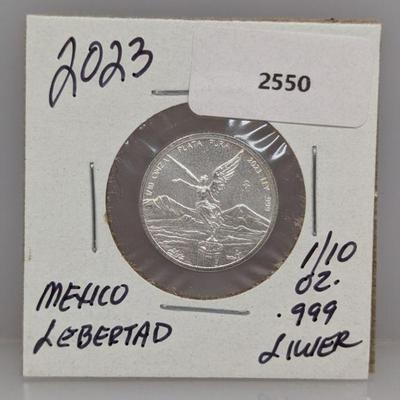 2023
2550
1/10 ONZA PLATA PURA 2023 LEY .999
MEXICO
LEBERTAD
1/10
OZ.
.999
SILVER